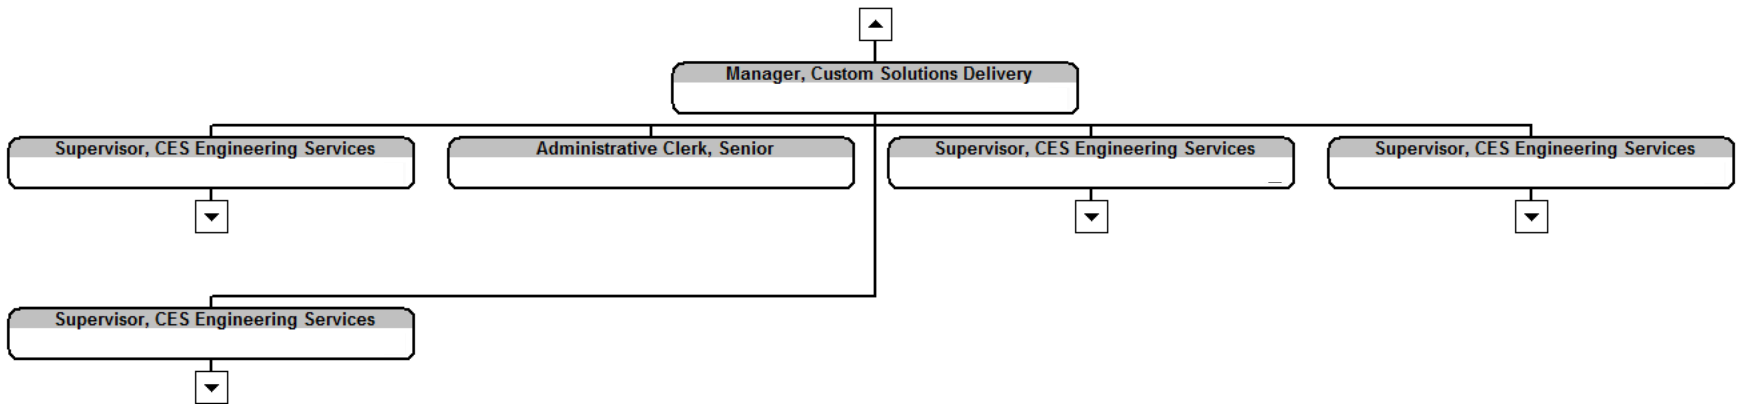 Manager, Custom Solutions Delivery
Supervisor, CES Engineering Services
Administrative Clerk, Senior
Supervisor, CES Engineering Services
Supervisor, CES Engineering Services
Supervisor, CES Engineering Services